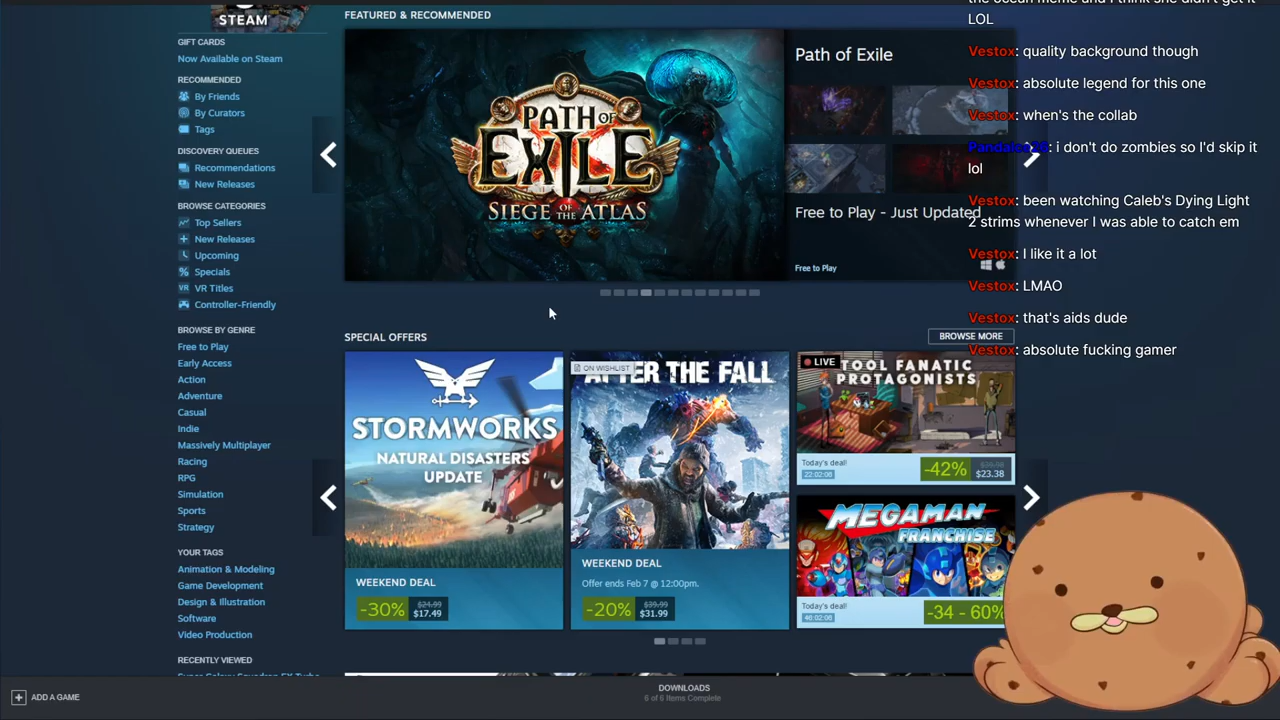 STEAM
GIFT CARDS
Now Available on Steam
RECOMMENDED
By Friends
By Curators
Tags
DISCOVERY QUEUES
Recommendations
New Releases
BROWSE CATEGORIES
Top Sellers
New Releases
Upcoming
Specials
VR Titles
Controller-Friendly
BROWSE BY GENRE
Free to Play
Early Access
Action
Adventure
Casual
Indie
Massively Multiplayer
Racing
RPG
Simulation
Sports
Strategy
YOUR TAGS
Animation & Modeling
Game Development
Design & Illustration
Software
Video Production
RECENTLY VIEWED
FEATURED & RECOMMENDED
PATH OF
EXILE
SIEGE OF THE ATLAS
Path of Exile
Free to Play - Just Updated
Free to Play
SPECIAL OFFERS
BROWSE MORE
STORMWORKS
NATURAL DISASTERS
UPDATE
WEEKEND DEAL
-30%
$24.99
$17.49
ON WISHLIST
AFTER THE FALL
WEEKEND DEAL
Offer ends Feb 7 @ 12:00pm.
-20%
$39.99
$31.99
LIVE
TOOL FANATIC
PROTAGONISTS
Today's deal!
22:02:06
-42%
$23.38
MEGAMAN
FRANCHISE
Today's deal!
46:02:06
-34 - 60%
LOL
Vestox: quality background though
Vestox: absolute legend for this one
Vestox: when's the collab
: i don't do zombies so I'd skip it
lol
Vestox: been watching Caleb's Dying Light
2 strims whenever I was able to catch em
Vestox: I like it a lot
Vestox: LMAO
Vestox: that's aids dude
Vestox: absolute fucking gamer
ADD A GAME
DOWNLOADS
6 of 6 Items Complete